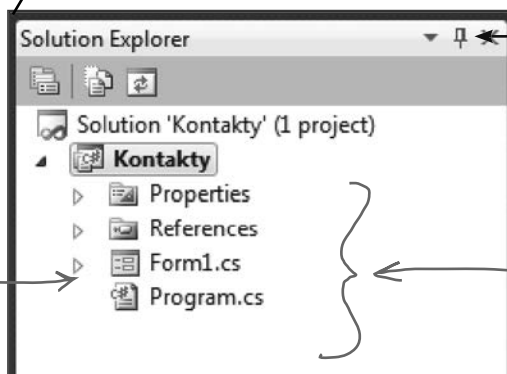 Solution Explorer
Solution 'Kontakty' (1 project)
Kontakty
Properties
References
Form1.cs
Program.cs